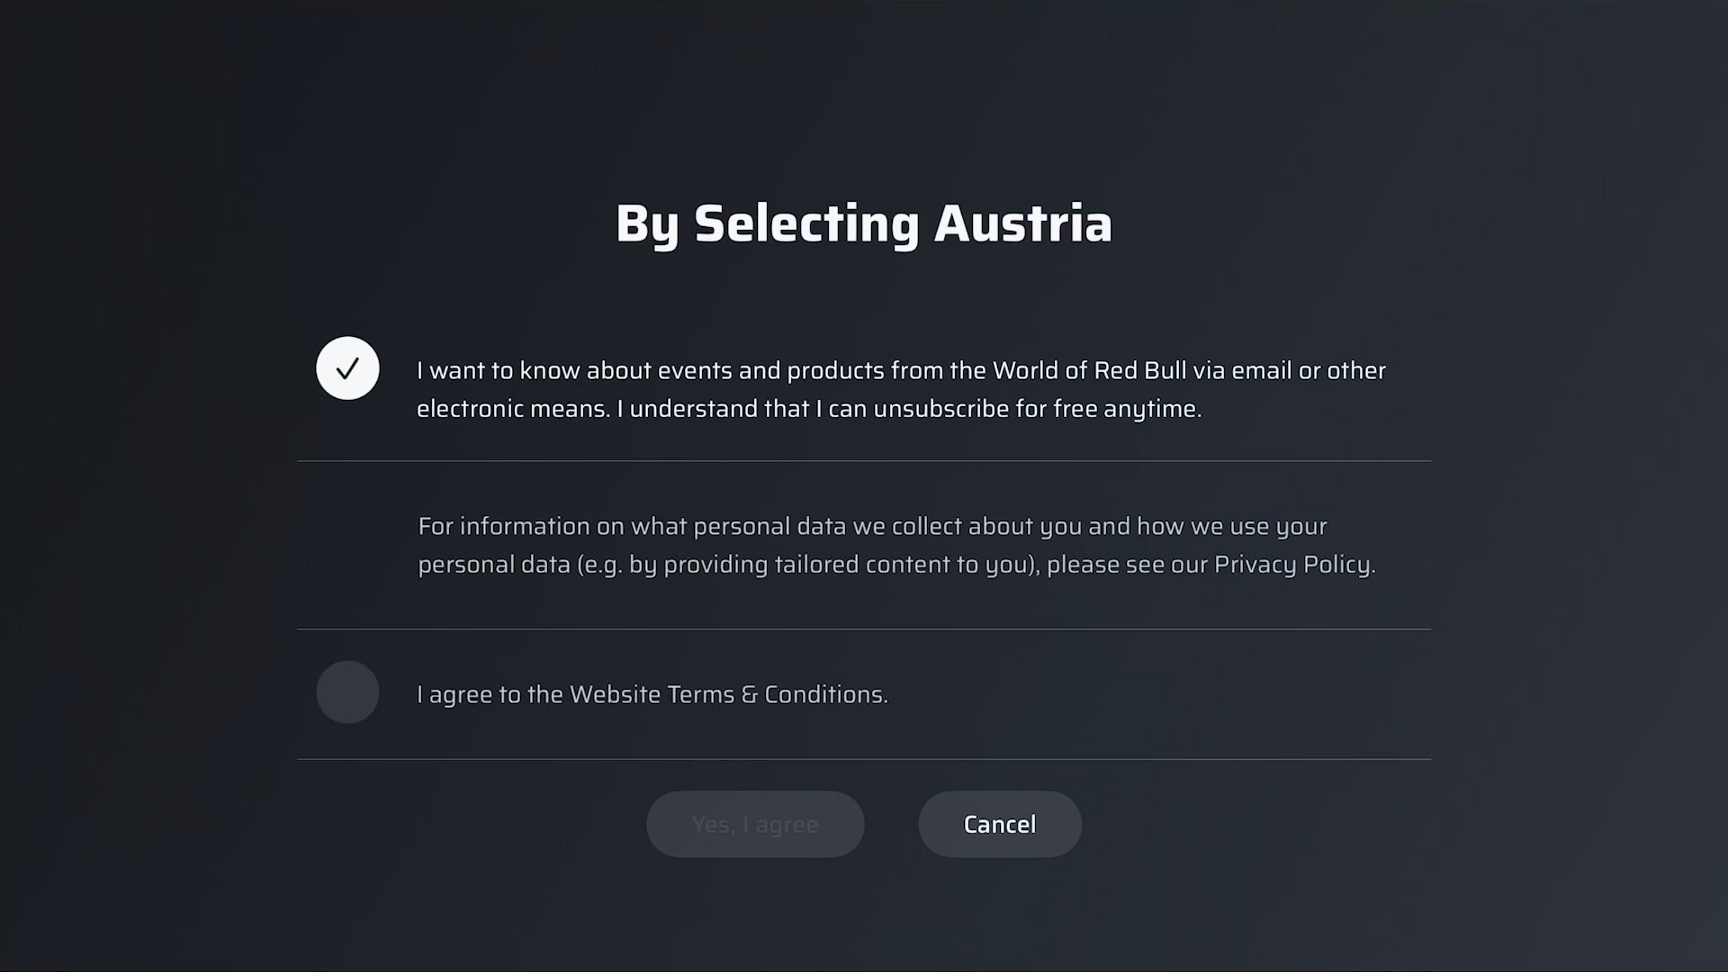 By Selecting Austria
I want to know about events and products from the World of Red Bull via email or other
electronic means. I understand that I can unsubscribe for free anytime.
For information on what personal data we collect about you and how we use your
personal data (e.g. by providing tailored content to you), please see our Privacy Policy.
I agree to the Website Terms & Conditions.
Yes, I agree
Cancel